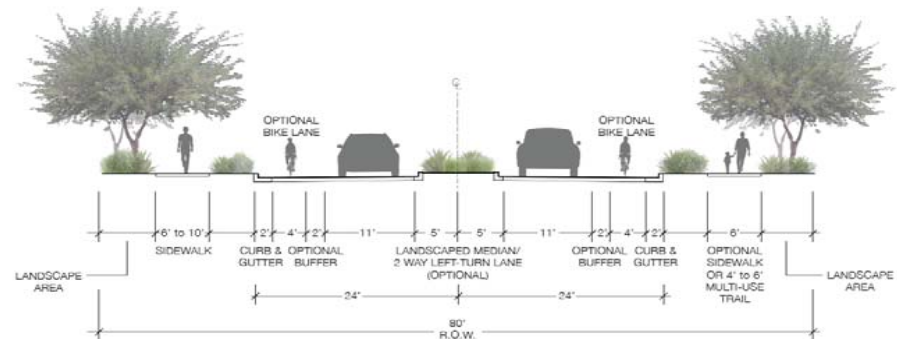 ℄
OPTIONAL
BIKE LANE
OPTIONAL
BIKE LANE
6' to 10'
2'
4'
2'
11'
5'
5'
11'
2'
4'
2'
6'
SIDEWALK
CURB &
GUTTER
OPTIONAL
BUFFER
LANDSCAPED MEDIAN/
2 WAY LEFT-TURN LANE
(OPTIONAL)
OPTIONAL
BUFFER
CURB &
GUTTER
OPTIONAL
SIDEWALK
OR 4' to 6'
MULTI-USE
TRAIL
LANDSCAPE
AREA
LANDSCAPE
AREA
24'
24'
80'
R.O.W.